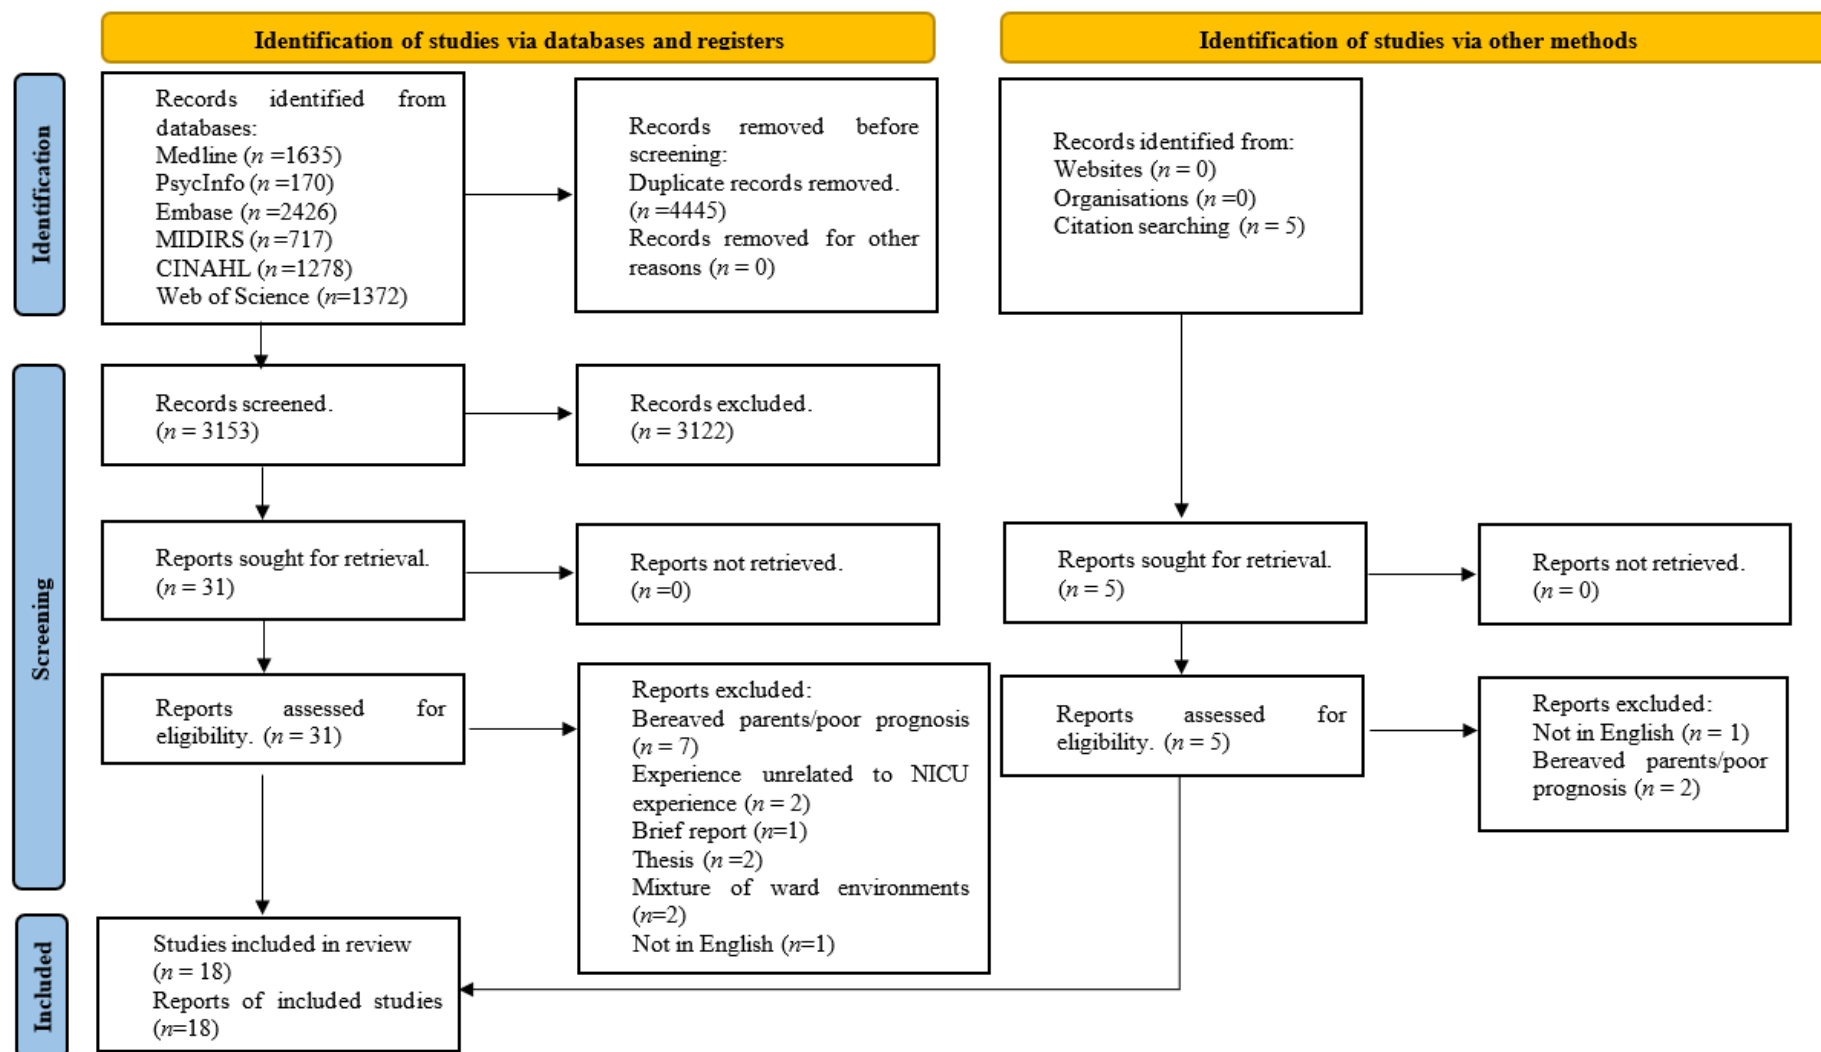 Identification of studies via databases and registers
Identification of studies via other methods
Identification
Records identified from
databases:
Medline (n =1635)
PsycInfo (n =170)
Embase (n =2426)
MIDIRS (n =717)
CINAHL (n =1278)
Web of Science (n=1372)
Records removed before
screening:
Duplicate records removed.
(n =4445)
Records removed for other
reasons (n = 0)
Records identified from:
Websites (n = 0)
Organisations (n =0)
Citation searching (n = 5)
Screening
Records screened.
(n = 3153)
Records excluded.
(n = 3122)
Reports sought for retrieval.
(n = 31)
Reports not retrieved.
(n =0)
Reports sought for retrieval.
(n = 5)
Reports not retrieved.
(n = 0)
Reports assessed for
eligibility. (n = 31)
Reports excluded:
Bereaved parents/poor prognosis
(n = 7)
Experience unrelated to NICU
experience (n = 2)
Brief report (n=1)
Thesis (n =2)
Mixture of ward environments
(n=2)
Not in English (n=1)
Reports assessed for
eligibility. (n = 5)
Reports excluded:
Not in English (n = 1)
Bereaved parents/poor
prognosis (n = 2)
Included
Studies included in review
(n = 18)
Reports of included studies
(n=18)